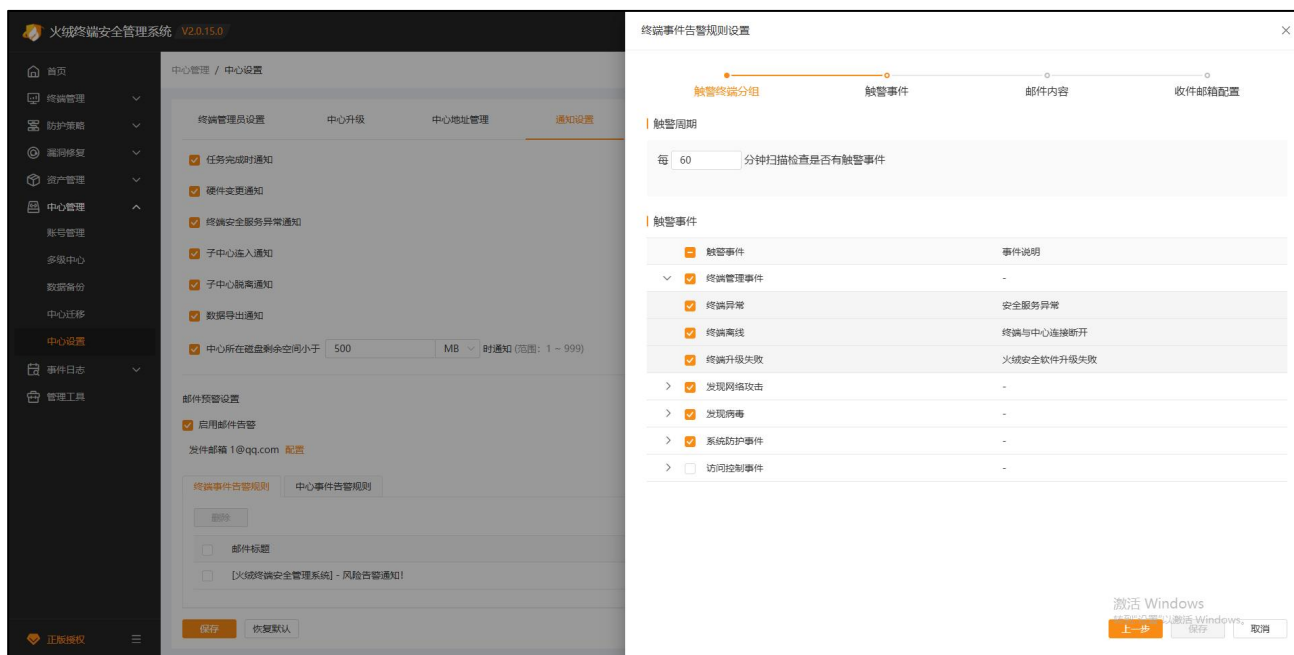 火绒终端安全管理系统 V2.0.15.0
首页
终端管理
防护策略
漏洞修复
资产管理
中心管理
账号管理
多级中心
数据备份
中心迁移
中心设置
事件日志
管理工具
正版授权
中心管理 / 中心设置
终端管理员设置 中心升级 中心地址管理 通知设置
任务完成时通知
硬件变更通知
终端安全服务异常通知
子中心连入通知
子中心脱离通知
数据导出通知
中心所在磁盘剩余空间小于 500 MB 时通知 (范围：1 ~ 999)
邮件预警设置
启用邮件告警
发件邮箱 1@qq.com 配置
终端事件告警规则 中心事件告警规则
删除
邮件标题
[火绒终端安全管理系统] - 风险告警通知!
保存 恢复默认
终端事件告警规则设置
触警终端分组 触警事件 邮件内容 收件邮箱配置
触警周期
每 60 分钟扫描检查是否有触警事件
触警事件
触警事件 事件说明
终端管理事件 -
终端异常 安全服务异常
终端离线 终端与中心连接断开
终端升级失败 火绒安全软件升级失败
发现网络攻击 -
发现病毒 -
系统防护事件 -
访问控制事件 -
激活 Windows
转到"设置"以激活 Windows。
上一步 保存 取消